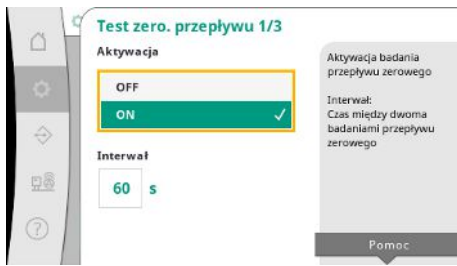 Test zero. przepływu 1/3
Aktywacja
OFF
ON
Interwał
60 s
Aktywacja badania
przepływu zerowego
Interwał:
Czas między dwoma
badaniami przepływu
zerowego
Pomoc